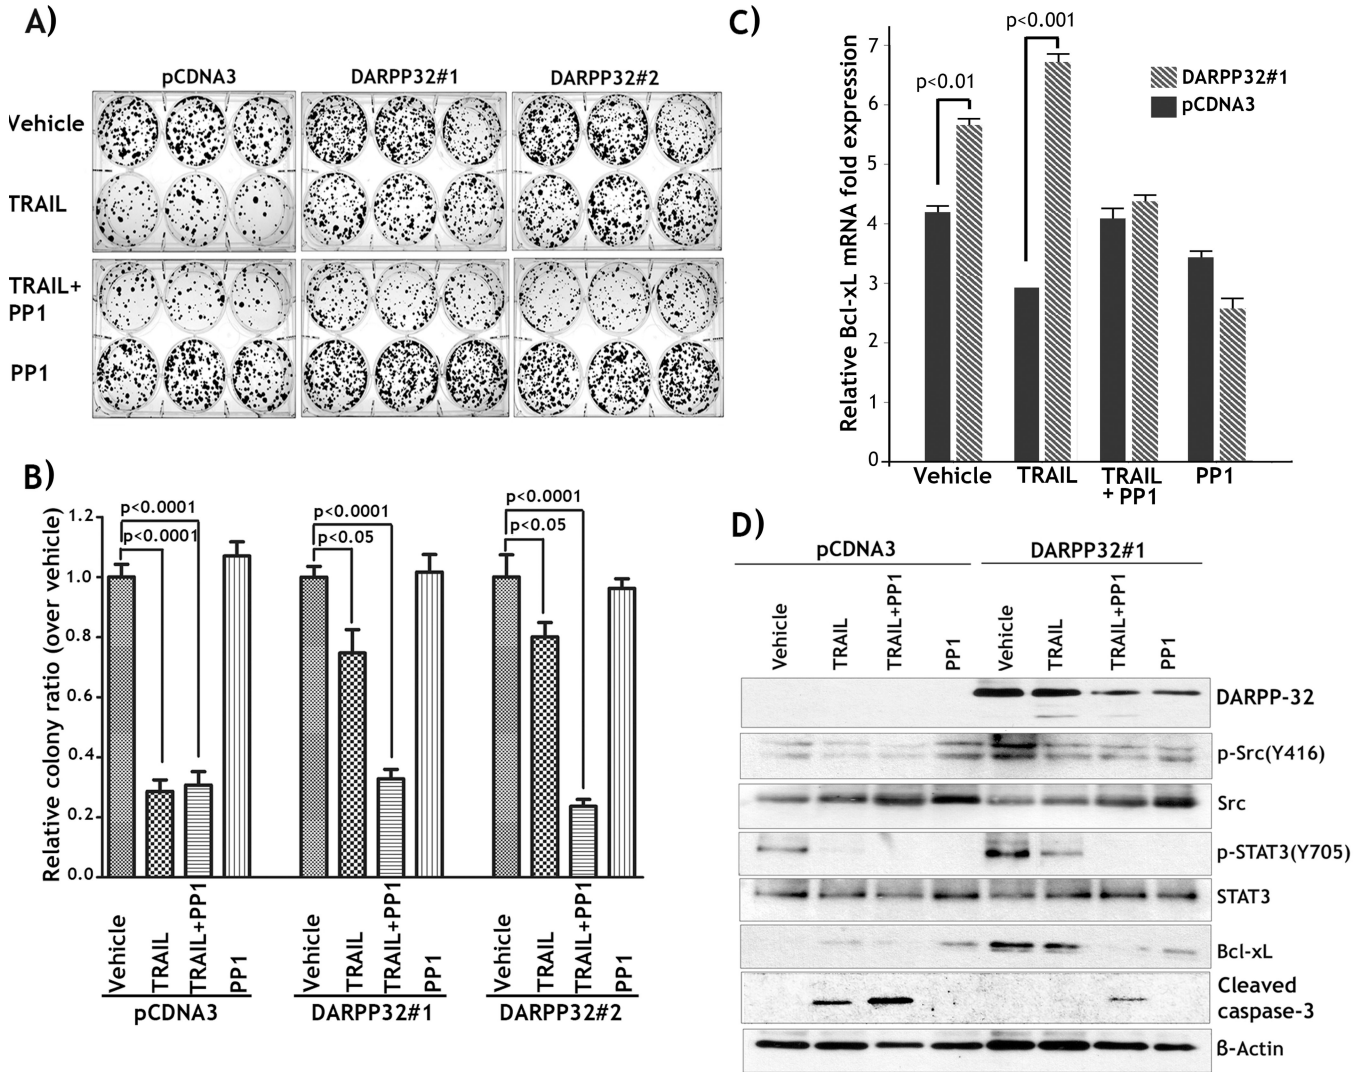 A)
pCDNA3 DARPP32#1 DARPP32#2
Vehicle
TRAIL
TRAIL+
PP1
PP1
B)
Relative colony ratio (over vehicle)
1.2
1.0
0.8
0.6
0.4
0.2
0.0
p<0.0001
p<0.0001
p<0.0001
p<0.05
p<0.0001
p<0.05
Vehicle TRAIL TRAIL+PP1 PP1 Vehicle TRAIL TRAIL+PP1 PP1 Vehicle TRAIL TRAIL+PP1 PP1
pCDNA3 DARPP32#1 DARPP32#2
C)
Relative Bcl-xL mRNA fold expression
7
6
5
4
3
2
1
0
p<0.01
p<0.001
DARPP32#1
pCDNA3
Vehicle TRAIL TRAIL PP1
+ PP1
D)
pCDNA3 DARPP32#1
Vehicle TRAIL TRAIL+PP1 PP1 Vehicle TRAIL TRAIL+PP1 PP1
DARPP-32
p-Src(Y416)
Src
p-STAT3(Y705)
STAT3
Bcl-xL
Cleaved
caspase-3
ß-Actin